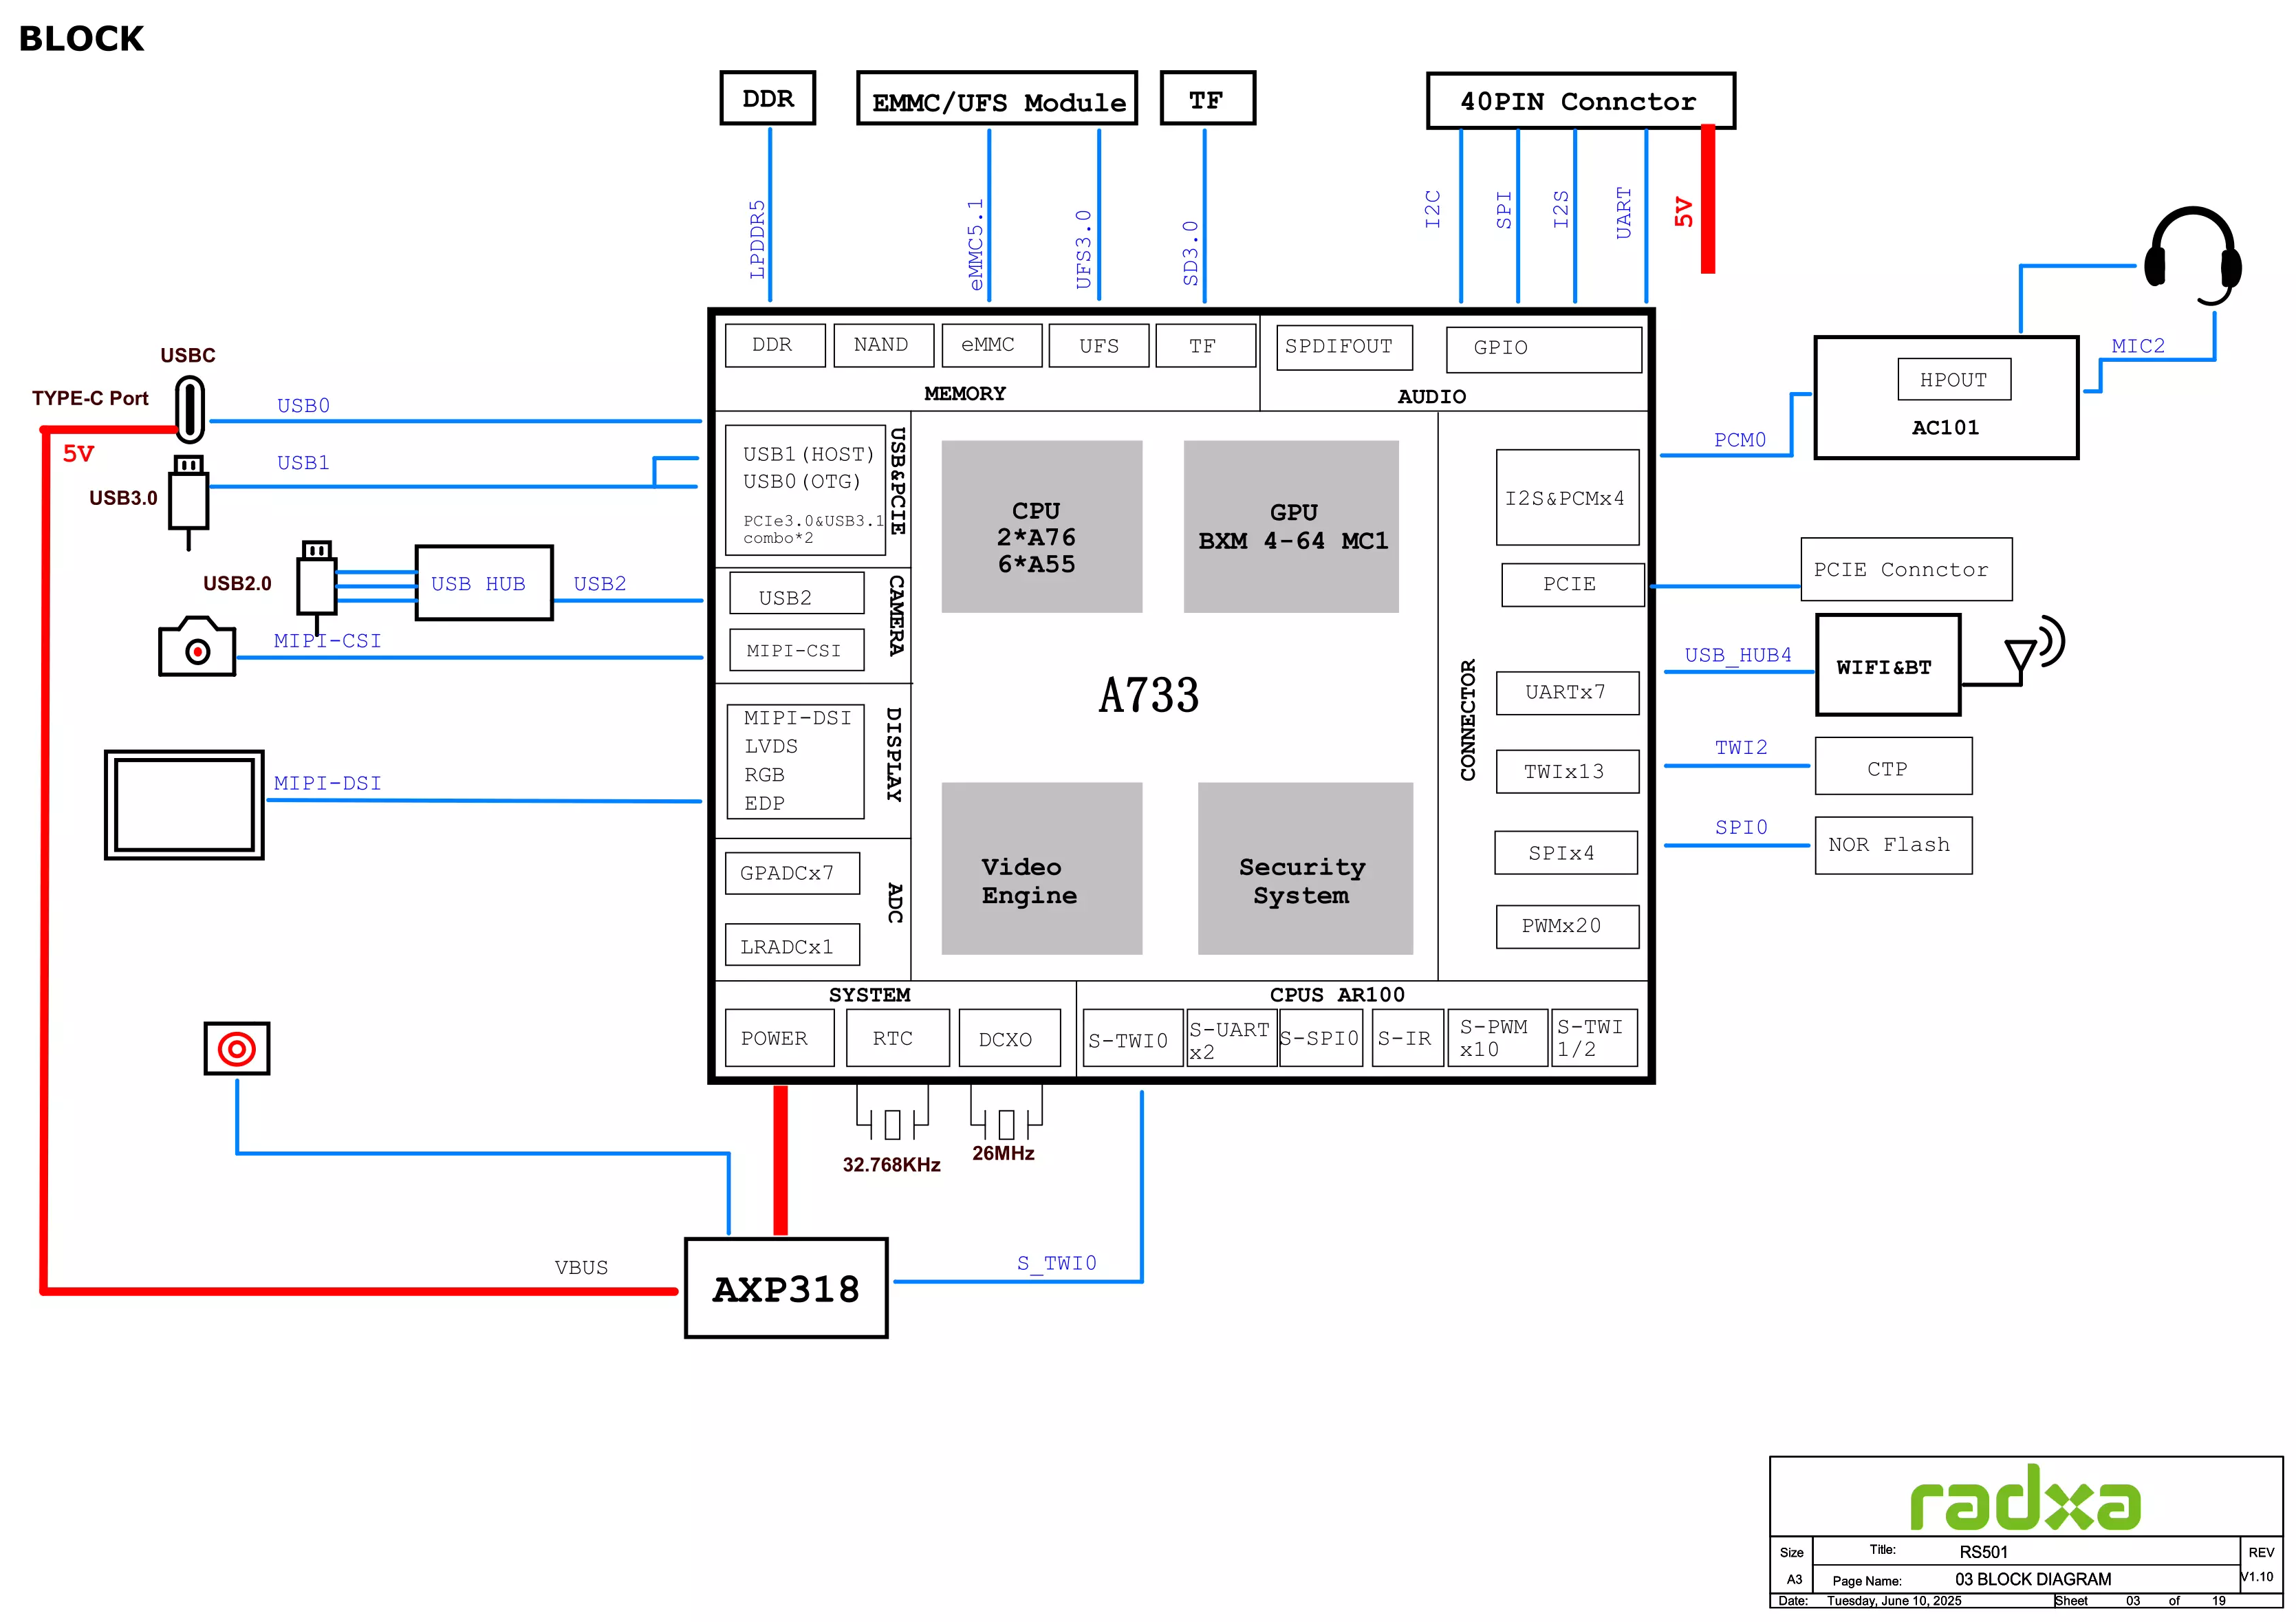 BLOCK
DDR
EMMC/UFS Module
TF
40PIN Connctor
LPDDR5
eMMC5.1
UFS3.0
SD3.0
I2C
SPI
I2S
UART
5V
DDR
NAND
eMMC
UFS
TF
SPDIFOUT
GPIO
MEMORY
AUDIO
USBC
TYPE-C Port
5V
USB0
USB1
USB3.0
USB2.0
USB HUB
USB2
MIPI-CSI
MIPI-DSI
USB1(HOST)
USB0(OTG)
PCIe3.0&USB3.1
combo*2
USB&PCIE
USB2
MIPI-CSI
CAMERA
MIPI-DSI
LVDS
RGB
EDP
DISPLAY
GPADCx7
LRADCx1
ADC
CPU
2*A76
6*A55
GPU
BXM 4-64 MC1
A733
Video
Engine
Security
System
CONNECTOR
I2S&PCMx4
PCIE
UARTx7
TWIx13
SPIx4
PWMx20
PCM0
HPOUT
AC101
MIC2
PCIE Connctor
USB_HUB4
WIFI&BT
TWI2
CTP
SPI0
NOR Flash
SYSTEM
CPUS AR100
POWER
RTC
DCXO
S-TWI0
S-UART
x2
S-SPI0
S-IR
S-PWM
x10
S-TWI
1/2
32.768KHz
26MHz
VBUS
AXP318
S_TWI0
radxa
Size
A3
Title:
RS501
Page Name:
03 BLOCK DIAGRAM
REV
V1.10
Date:
Tuesday, June 10, 2025
Sheet
03
of
19